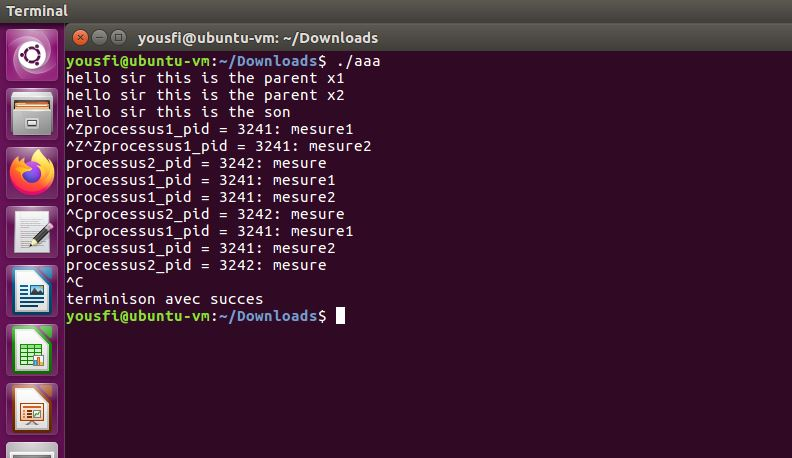 Terminal
yousfi@ubuntu-vm: ~/Downloads
yousfi@ubuntu-vm:~/Downloads$ ./aaa
hello sir this is the parent x1
hello sir this is the parent x2
hello sir this is the son
^Zprocessus1_pid = 3241: mesure1
^Z^Zprocessus1_pid = 3241: mesure2
processus2_pid = 3242: mesure
processus1_pid = 3241: mesure1
processus1_pid = 3241: mesure2
^Cprocessus2_pid = 3242: mesure
^Cprocessus1_pid = 3241: mesure1
processus1_pid = 3241: mesure2
processus2_pid = 3242: mesure
^C
terminison avec succes
yousfi@ubuntu-vm:~/Downloads$